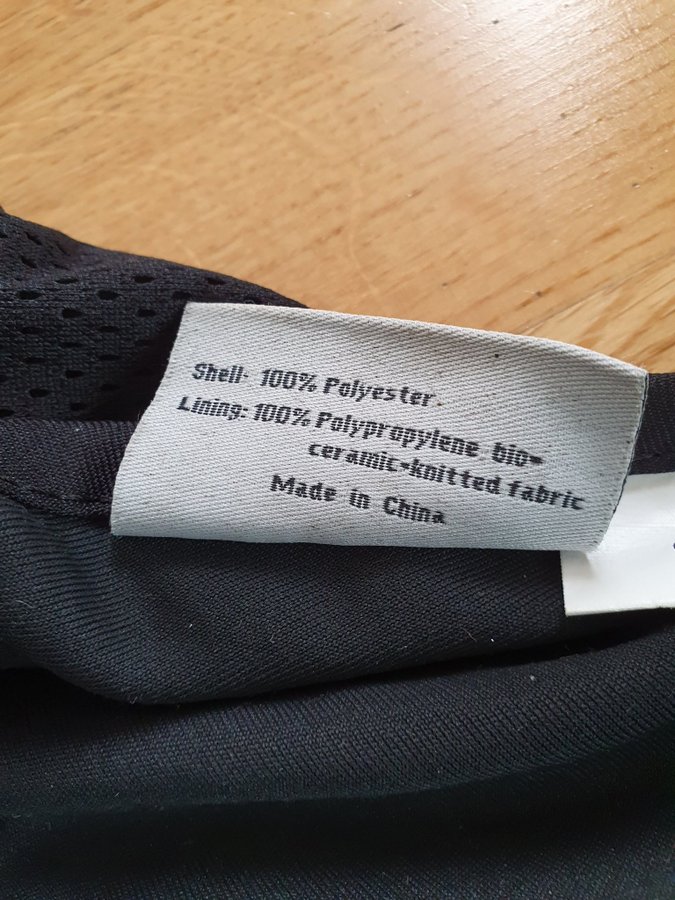 Shell- 100% Polyester
Lining: 100% Polypropylene bio-
ceramic-knitted fabric
Made in China